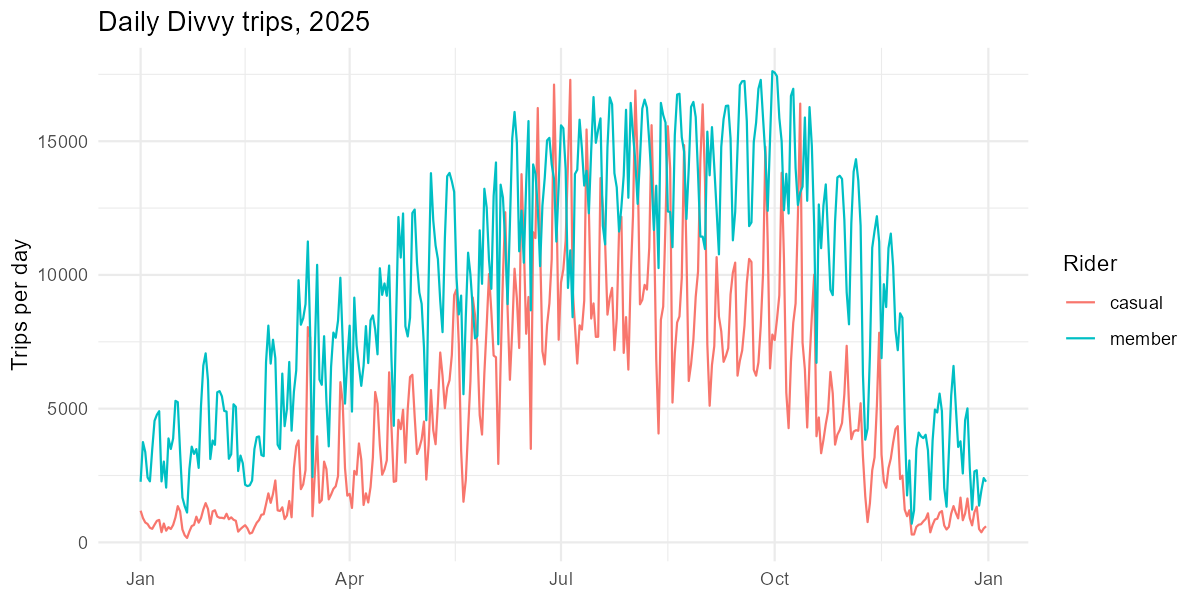 Daily Divvy trips, 2025
Trips per day
15000
10000
5000
0
Jan
Apr
Jul
Oct
Jan
Rider
casual
member